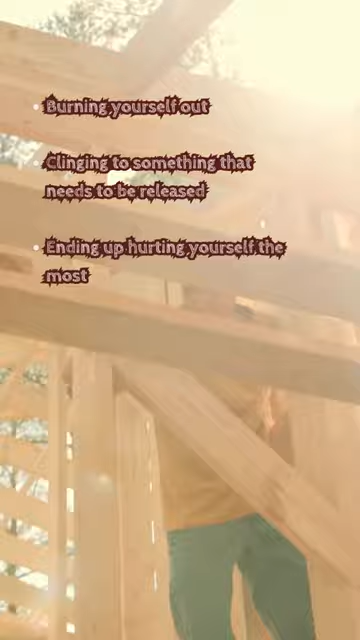 • Burning yourself out
• Clinging to something that
needs to be released
• Ending up hurting yourself the
most